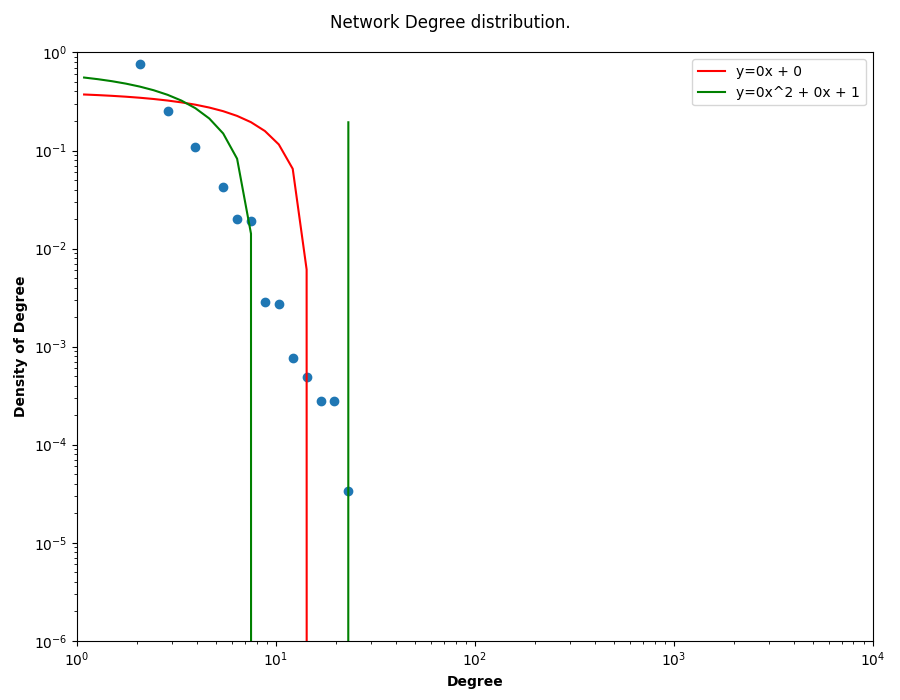 Network Degree distribution.
y=0x + 0
y=0x^2 + 0x + 1
10^0
10^-1
10^-2
10^-3
10^-4
10^-5
10^-6
Density of Degree
10^0 10^1 10^2 10^3 10^4
Degree